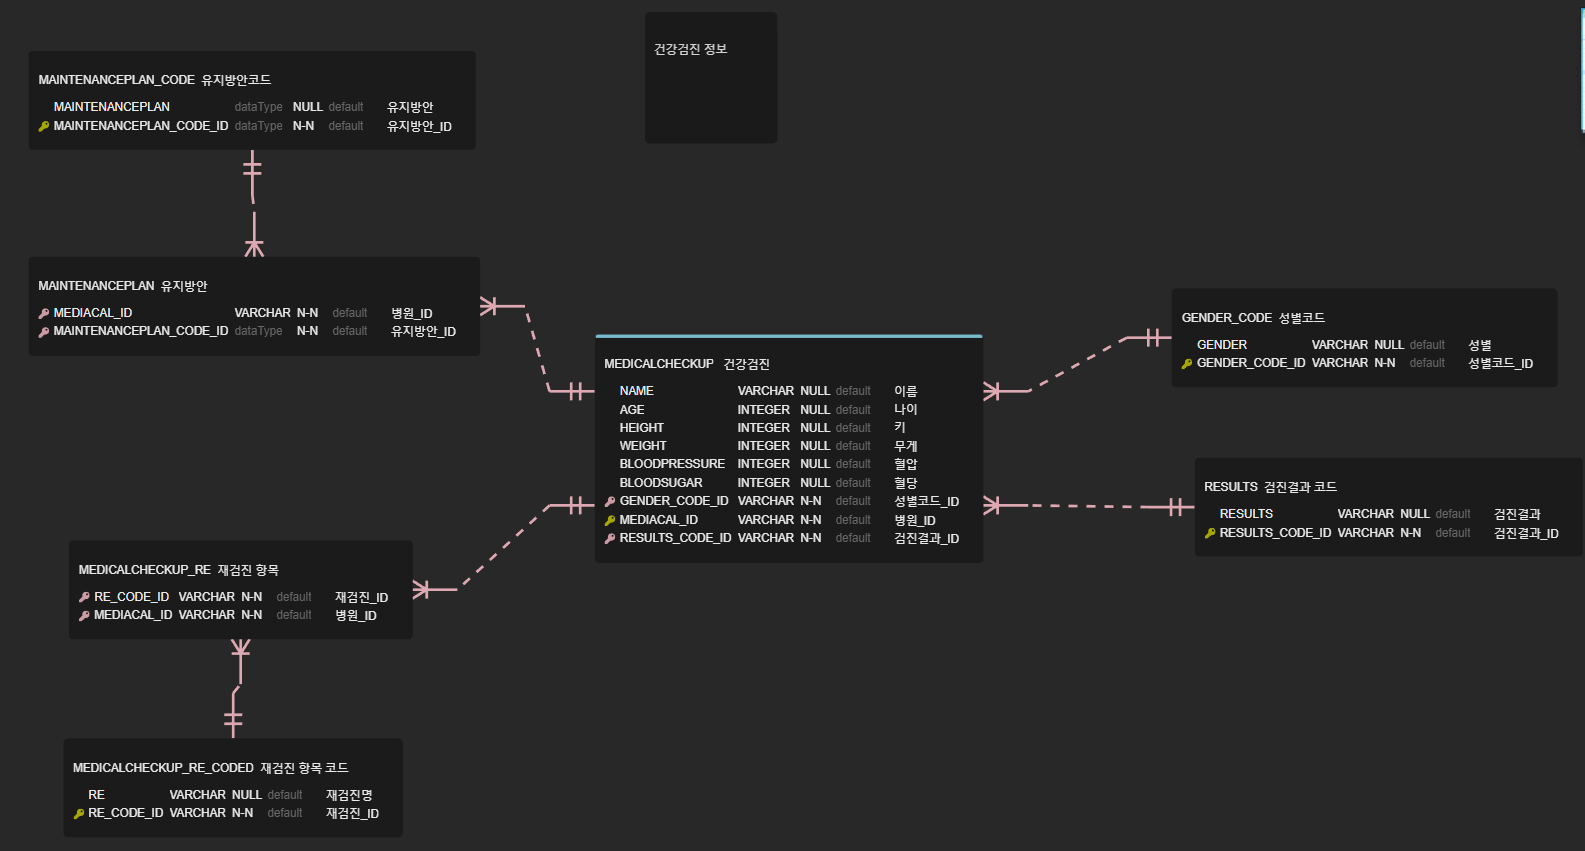 건강검진 정보
MAINTENANCEPLAN_CODE 유지방안코드
MAINTENANCEPLAN dataType NULL default 유지방안
MAINTENANCEPLAN_CODE_ID dataType N-N default 유지방안_ID
MAINTENANCEPLAN 유지방안
MEDIACAL_ID VARCHAR N-N default 병원_ID
MAINTENANCEPLAN_CODE_ID dataType N-N default 유지방안_ID
MEDICALCHECKUP 건강검진
NAME VARCHAR NULL default 이름
AGE INTEGER NULL default 나이
HEIGHT INTEGER NULL default 키
WEIGHT INTEGER NULL default 무게
BLOODPRESSURE INTEGER NULL default 혈압
BLOODSUGAR INTEGER NULL default 혈당
GENDER_CODE_ID VARCHAR N-N default 성별코드_ID
MEDIACAL_ID VARCHAR N-N default 병원_ID
RESULTS_CODE_ID VARCHAR N-N default 검진결과_ID
GENDER_CODE 성별코드
GENDER VARCHAR NULL default 성별
GENDER_CODE_ID VARCHAR N-N default 성별코드_ID
RESULTS 검진결과 코드
RESULTS VARCHAR NULL default 검진결과
RESULTS_CODE_ID VARCHAR N-N default 검진결과_ID
MEDICALCHECKUP_RE 재검진 항목
RE_CODE_ID VARCHAR N-N default 재검진_ID
MEDIACAL_ID VARCHAR N-N default 병원_ID
MEDICALCHECKUP_RE_CODED 재검진 항목 코드
RE VARCHAR NULL default 재검진명
RE_CODE_ID VARCHAR N-N default 재검진_ID